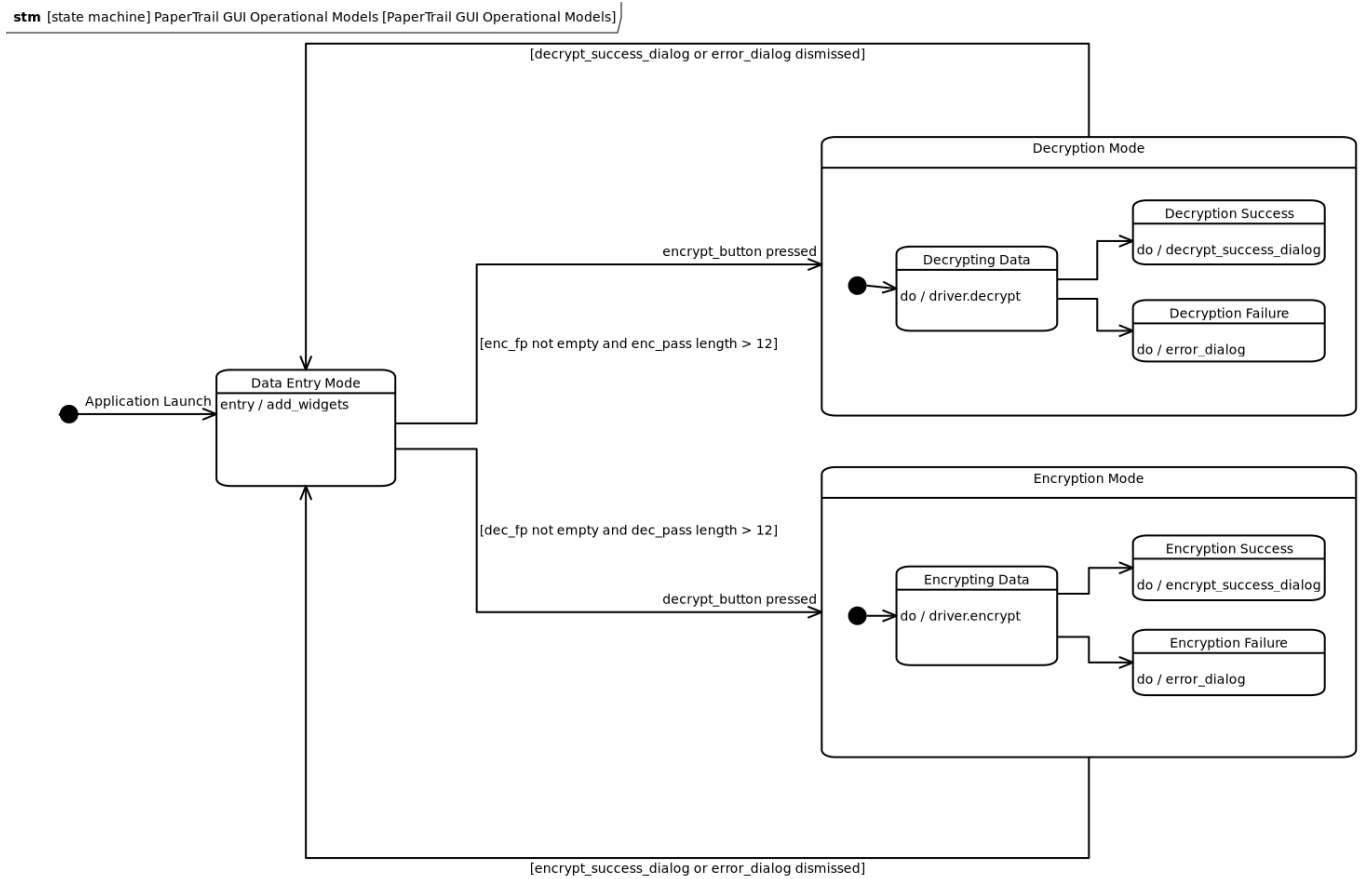 stm [state machine] PaperTrail GUI Operational Models [PaperTrail GUI Operational Models]
[decrypt_success_dialog or error_dialog dismissed]
Decryption Mode
Decryption Success
do / decrypt_success_dialog
encrypt_button pressed
Decrypting Data
do / driver.decrypt
Decryption Failure
do / error_dialog
[enc_fp not empty and enc_pass length > 12]
Data Entry Mode
entry / add_widgets
Application Launch
Encryption Mode
[dec_fp not empty and dec_pass length > 12]
Encryption Success
do / encrypt_success_dialog
decrypt_button pressed
Encrypting Data
do / driver.encrypt
Encryption Failure
do / error_dialog
[encrypt_success_dialog or error_dialog dismissed]